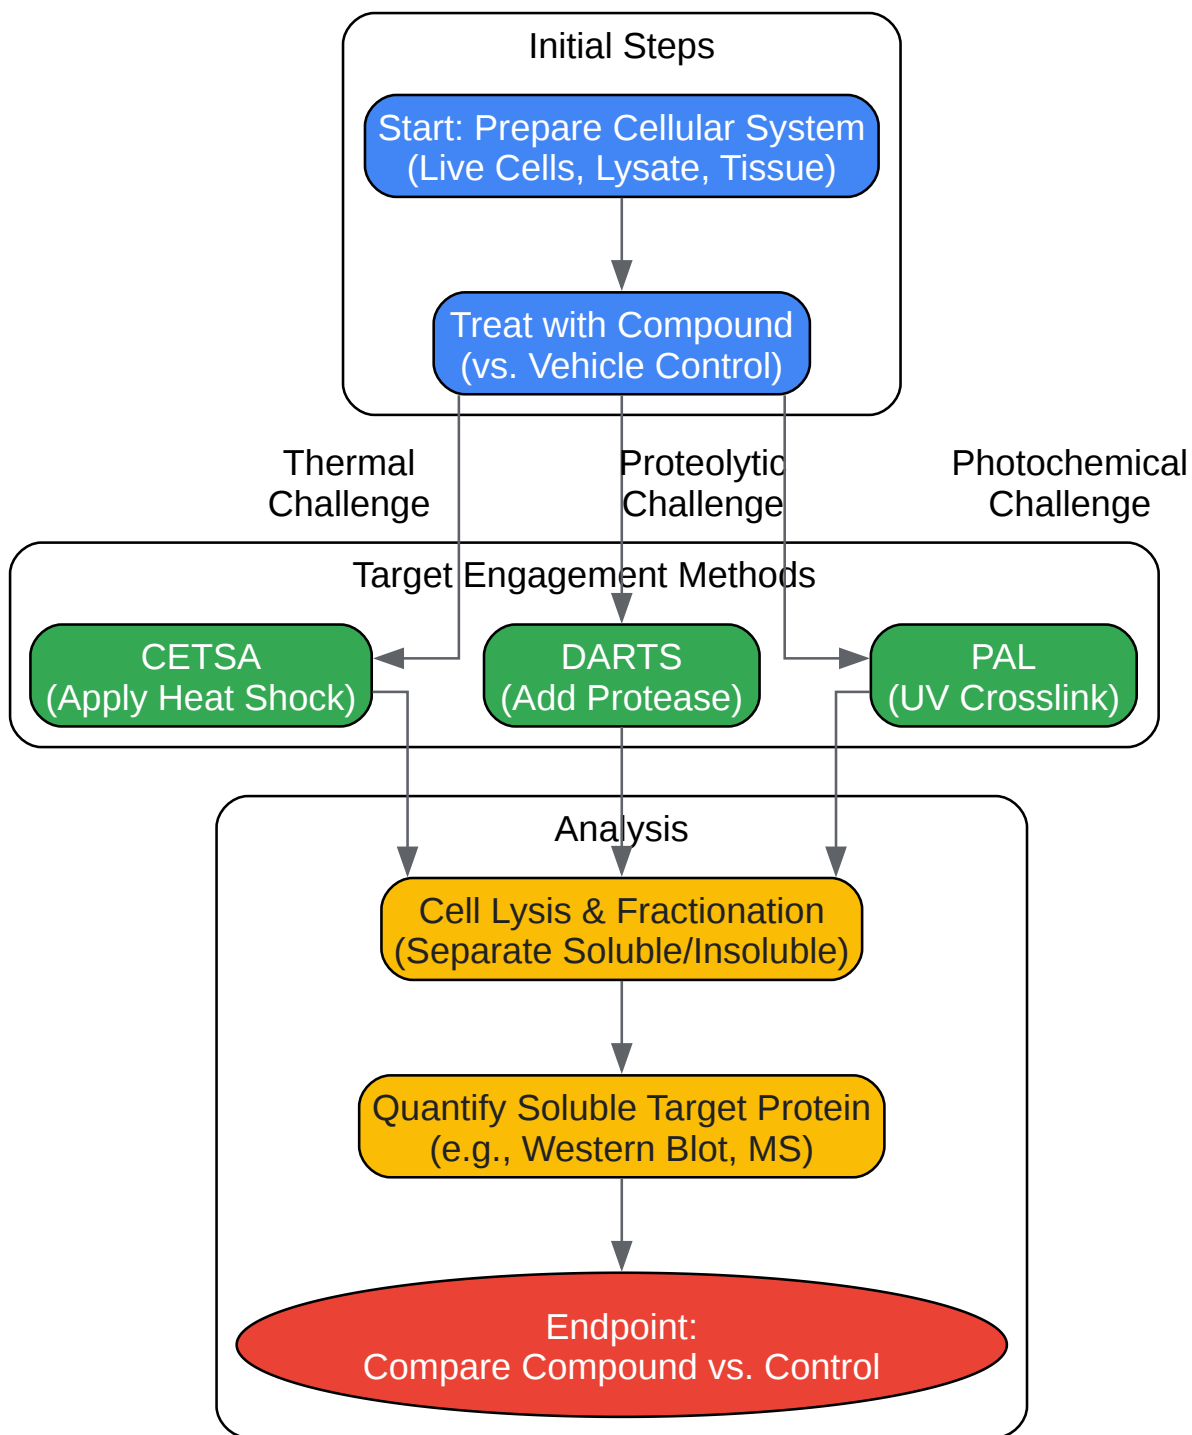 Initial Steps
Start: Prepare Cellular System
(Live Cells, Lysate, Tissue)
Treat with Compound
(vs. Vehicle Control)
Thermal
Challenge
Proteolytic
Challenge
Photochemical
Challenge
Target Engagement Methods
CETSA
(Apply Heat Shock)
DARTS
(Add Protease)
PAL
(UV Crosslink)
Analysis
Cell Lysis & Fractionation
(Separate Soluble/Insoluble)
Quantify Soluble Target Protein
(e.g., Western Blot, MS)
Endpoint:
Compare Compound vs. Control